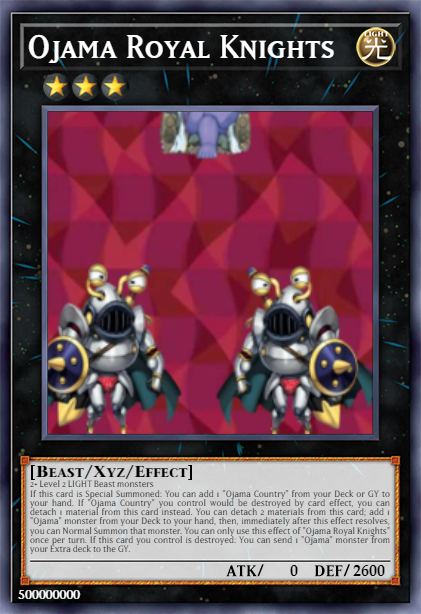 Ojama Royal Knights
LIGHT
光
[Beast/Xyz/Effect]
2+ Level 2 LIGHT Beast monsters
If this card is Special Summoned: You can add 1 "Ojama Country" from your Deck or GY to
your hand. If "Ojama Country" you control would be destroyed by card effect, you can
detach 1 material from this card instead. You can detach 2 materials from this card; add 1
"Ojama" monster from your Deck to your hand, then, immediately after this effect resolves,
you can Normal Summon that monster. You can only use this effect of "Ojama Royal Knights"
once per turn. If this card you control is destroyed: You can send 1 "Ojama" monster from
your Extra deck to the GY.
ATK/ 0 DEF/ 2600
500000000